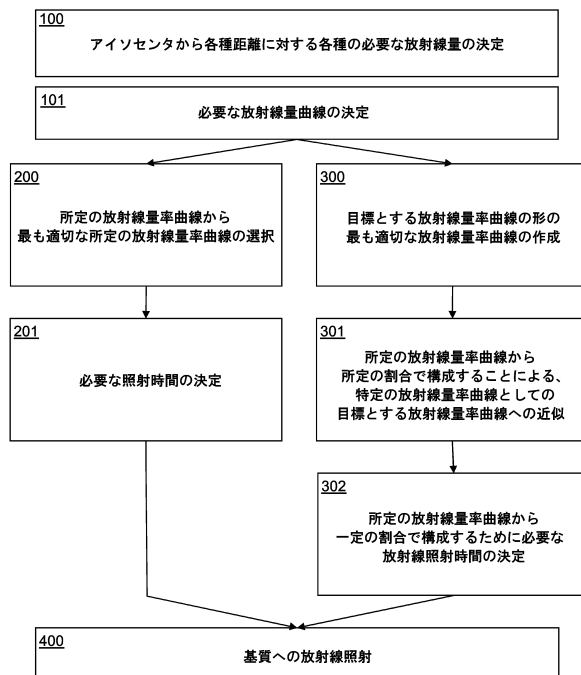 100
アイソセンタから各種距離に対する各種の必要な放射線量の決定
101
必要な放射線量曲線の決定
200
所定の放射線量率曲線から
最も適切な所定の放射線量率曲線の選択
300
目標とする放射線量率曲線の形の
最も適切な放射線量率曲線の作成
201
必要な照射時間の決定
301
所定の放射線量率曲線から
所定の割合で構成することによる、
特定の放射線量率曲線としての
目標とする放射線量率曲線への近似
302
所定の放射線量率曲線から
一定の割合で構成するために必要な
放射線照射時間の決定
400
基質への放射線照射